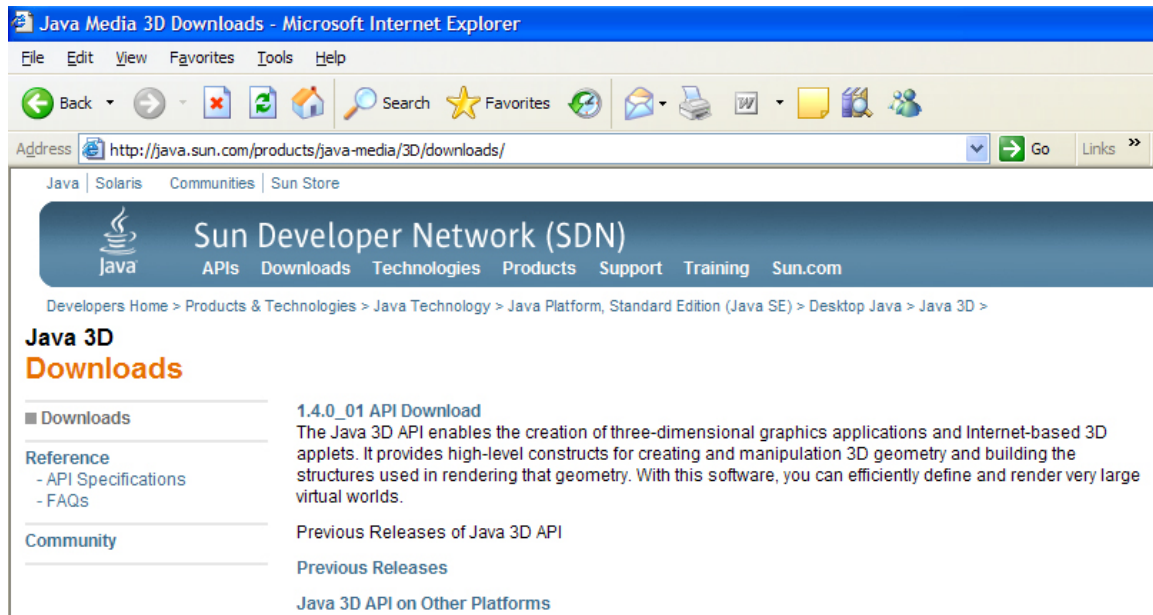 Java Media 3D Downloads - Microsoft Internet Explorer
File Edit View Favorites Tools Help
Back Search Favorites
Address http://java.sun.com/products/java-media/3D/downloads/ Go Links »
Java | Solaris Communities | Sun Store
Java Sun Developer Network (SDN)
APIs Downloads Technologies Products Support Training Sun.com
Developers Home > Products & Technologies > Java Technology > Java Platform, Standard Edition (Java SE) > Desktop Java > Java 3D >
Java 3D
Downloads
Downloads
Reference
- API Specifications
- FAQs
Community
1.4.0_01 API Download
The Java 3D API enables the creation of three-dimensional graphics applications and Internet-based 3D
applets. It provides high-level constructs for creating and manipulation 3D geometry and building the
structures used in rendering that geometry. With this software, you can efficiently define and render very large
virtual worlds.
Previous Releases of Java 3D API
Previous Releases
Java 3D API on Other Platforms